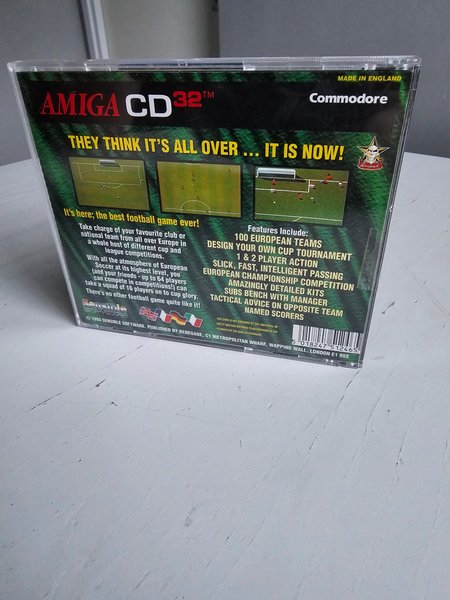 MADE IN ENGLAND
AMIGA CD32™
Commodore
THEY THINK IT'S ALL OVER ... IT IS NOW!
It's here; the best football game ever!
Take charge of your favourite club or
national team from all over Europe in
a whole host of different cup and
league competitions.
With all the atmosphere of European
Soccer at its highest level, you
(and your friends - up to 64 players
can compete in competitions!) can
take a squad of 16 players on to cup glory.
There's no other football game quite like it!
Features Include:
100 EUROPEAN TEAMS
DESIGN YOUR OWN CUP TOURNAMENT
1 & 2 PLAYER ACTION
SLICK, FAST, INTELLIGENT PASSING
EUROPEAN CHAMPIONSHIP COMPETITION
AMAZINGLY DETAILED KITS
SUBS BENCH WITH MANAGER
TACTICAL ADVICE ON OPPOSITE TEAM
NAMED SCORERS
Sensible
© 1993 SENSIBLE SOFTWARE. PUBLISHED BY RENEGADE, C1 METROPOLITAN WHARF, WAPPING WALL, LONDON E1 9SS